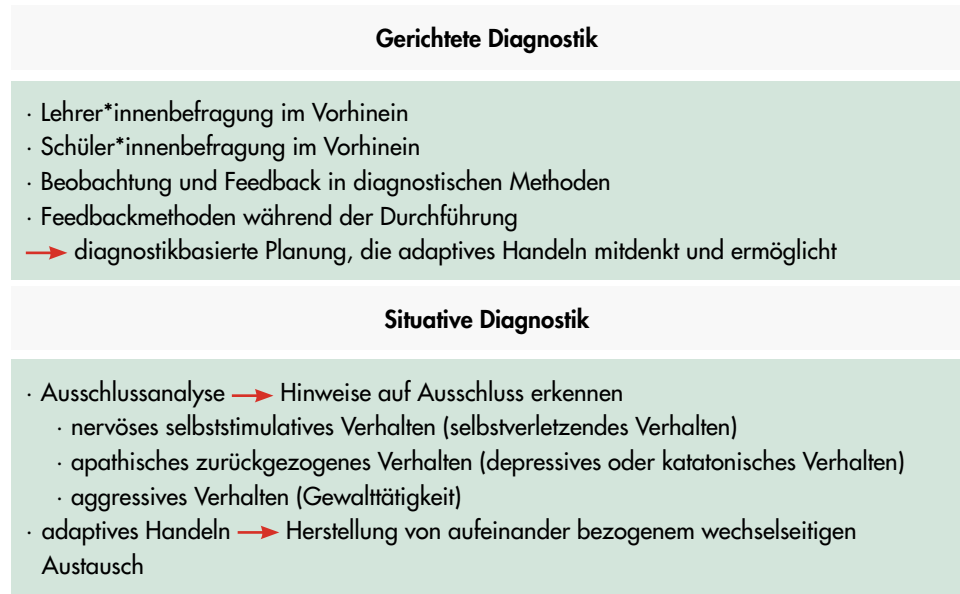 Gerichtete Diagnostik
· Lehrer*innenbefragung im Vorhinein
· Schüler*innenbefragung im Vorhinein
· Beobachtung und Feedback in diagnostischen Methoden
· Feedbackmethoden während der Durchführung
→ diagnostikbasierte Planung, die adaptives Handeln mitdenkt und ermöglicht
Situative Diagnostik
· Ausschlussanalyse → Hinweise auf Ausschluss erkennen
· nervöses selbststimulatives Verhalten (selbstverletzendes Verhalten)
· apathisches zurückgezogenes Verhalten (depressives oder katatonisches Verhalten)
· aggressives Verhalten (Gewalttätigkeit)
· adaptives Handeln → Herstellung von aufeinander bezogenem wechselseitigen
Austausch